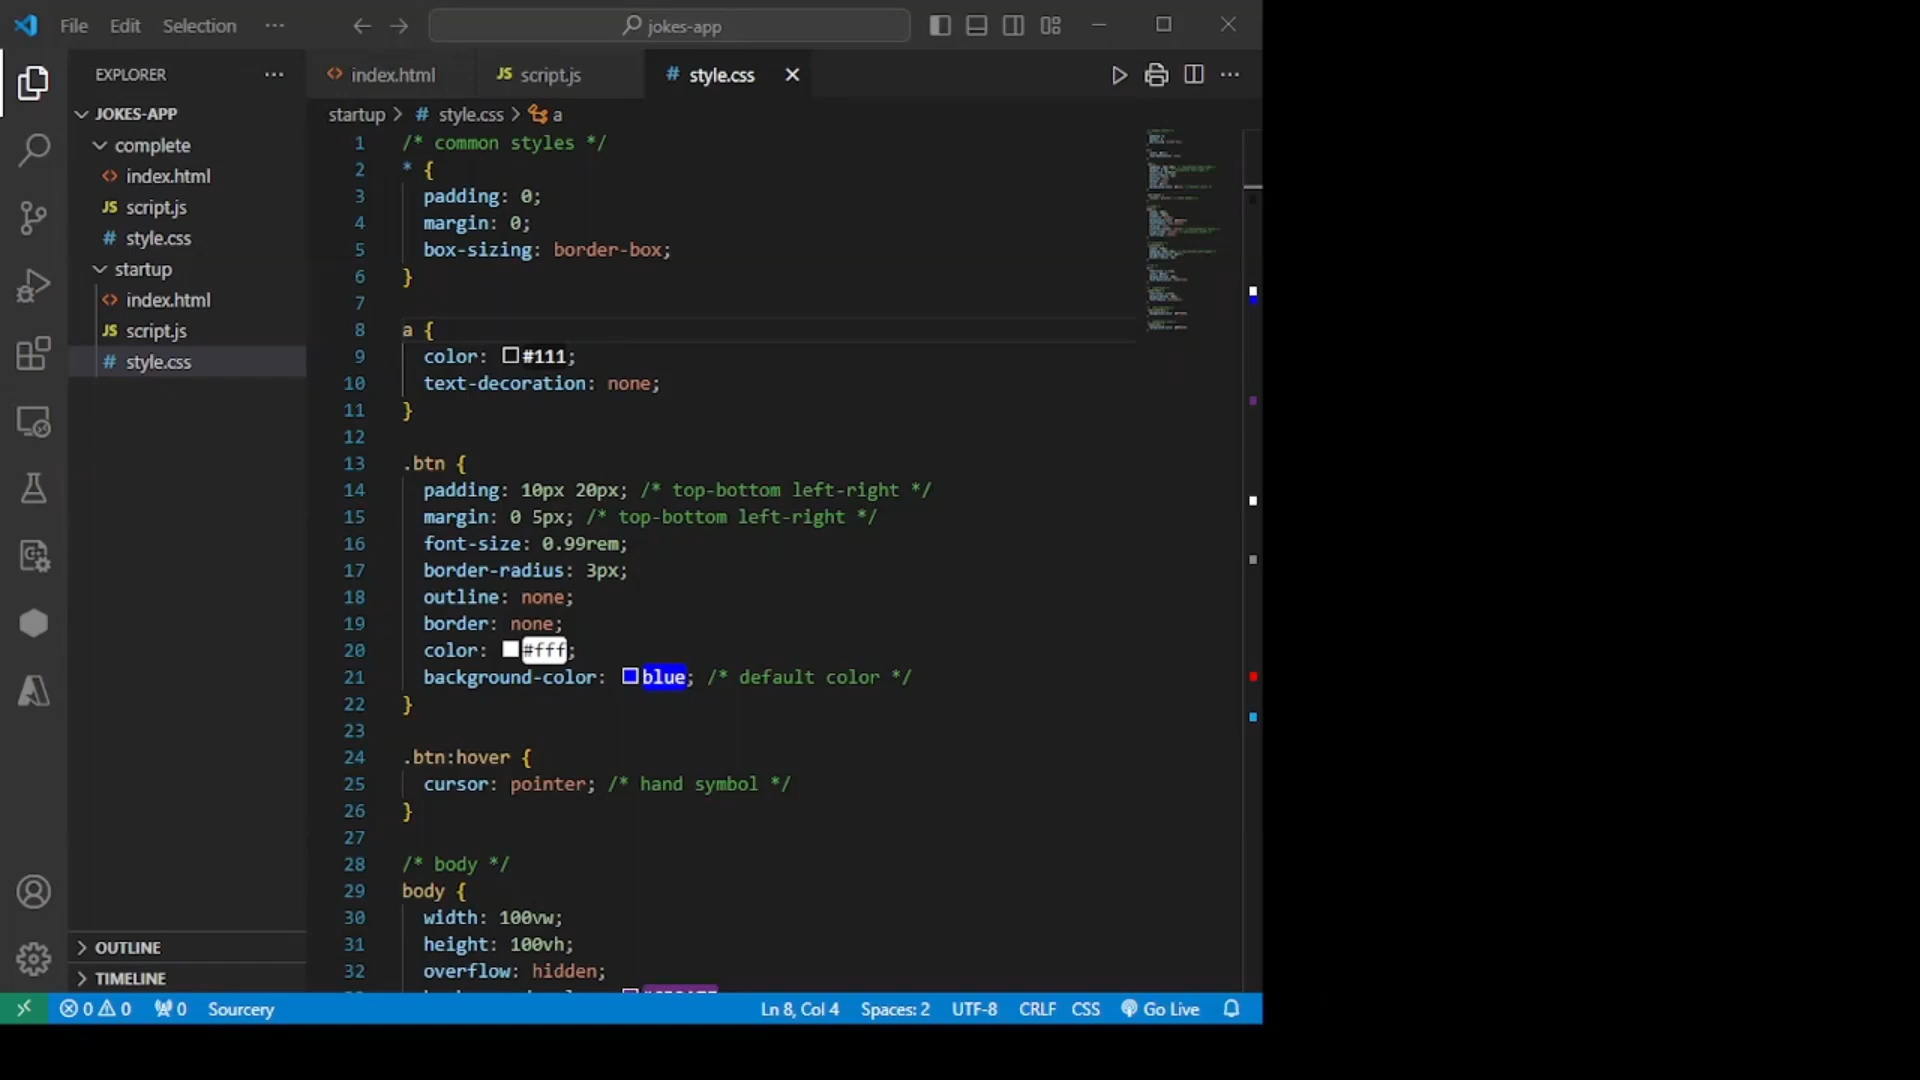 File Edit Selection ··· jokes-app
EXPLORER ···
index.html
JS script.js
# style.css
JOKES-APP
complete
<> index.html
JS script.js
# style.css
startup
<> index.html
JS script.js
# style.css
OUTLINE
TIMELINE
startup > # style.css > a
1 /* common styles */
2 * {
3 padding: 0;
4 margin: 0;
5 box-sizing: border-box;
6 }
7
8 a {
9 color: #111;
10 text-decoration: none;
11 }
12
13 .btn {
14 padding: 10px 20px; /* top-bottom left-right */
15 margin: 0 5px; /* top-bottom left-right */
16 font-size: 0.99rem;
17 border-radius: 3px;
18 outline: none;
19 border: none;
20 color: #fff;
21 background-color: blue; /* default color */
22 }
23
24 .btn:hover {
25 cursor: pointer; /* hand symbol */
26 }
27
28 /* body */
29 body {
30 width: 100vw;
31 height: 100vh;
32 overflow: hidden;
0 0 0 Sourcery Ln 8, Col 4 Spaces: 2 UTF-8 CRLF CSS Go Live